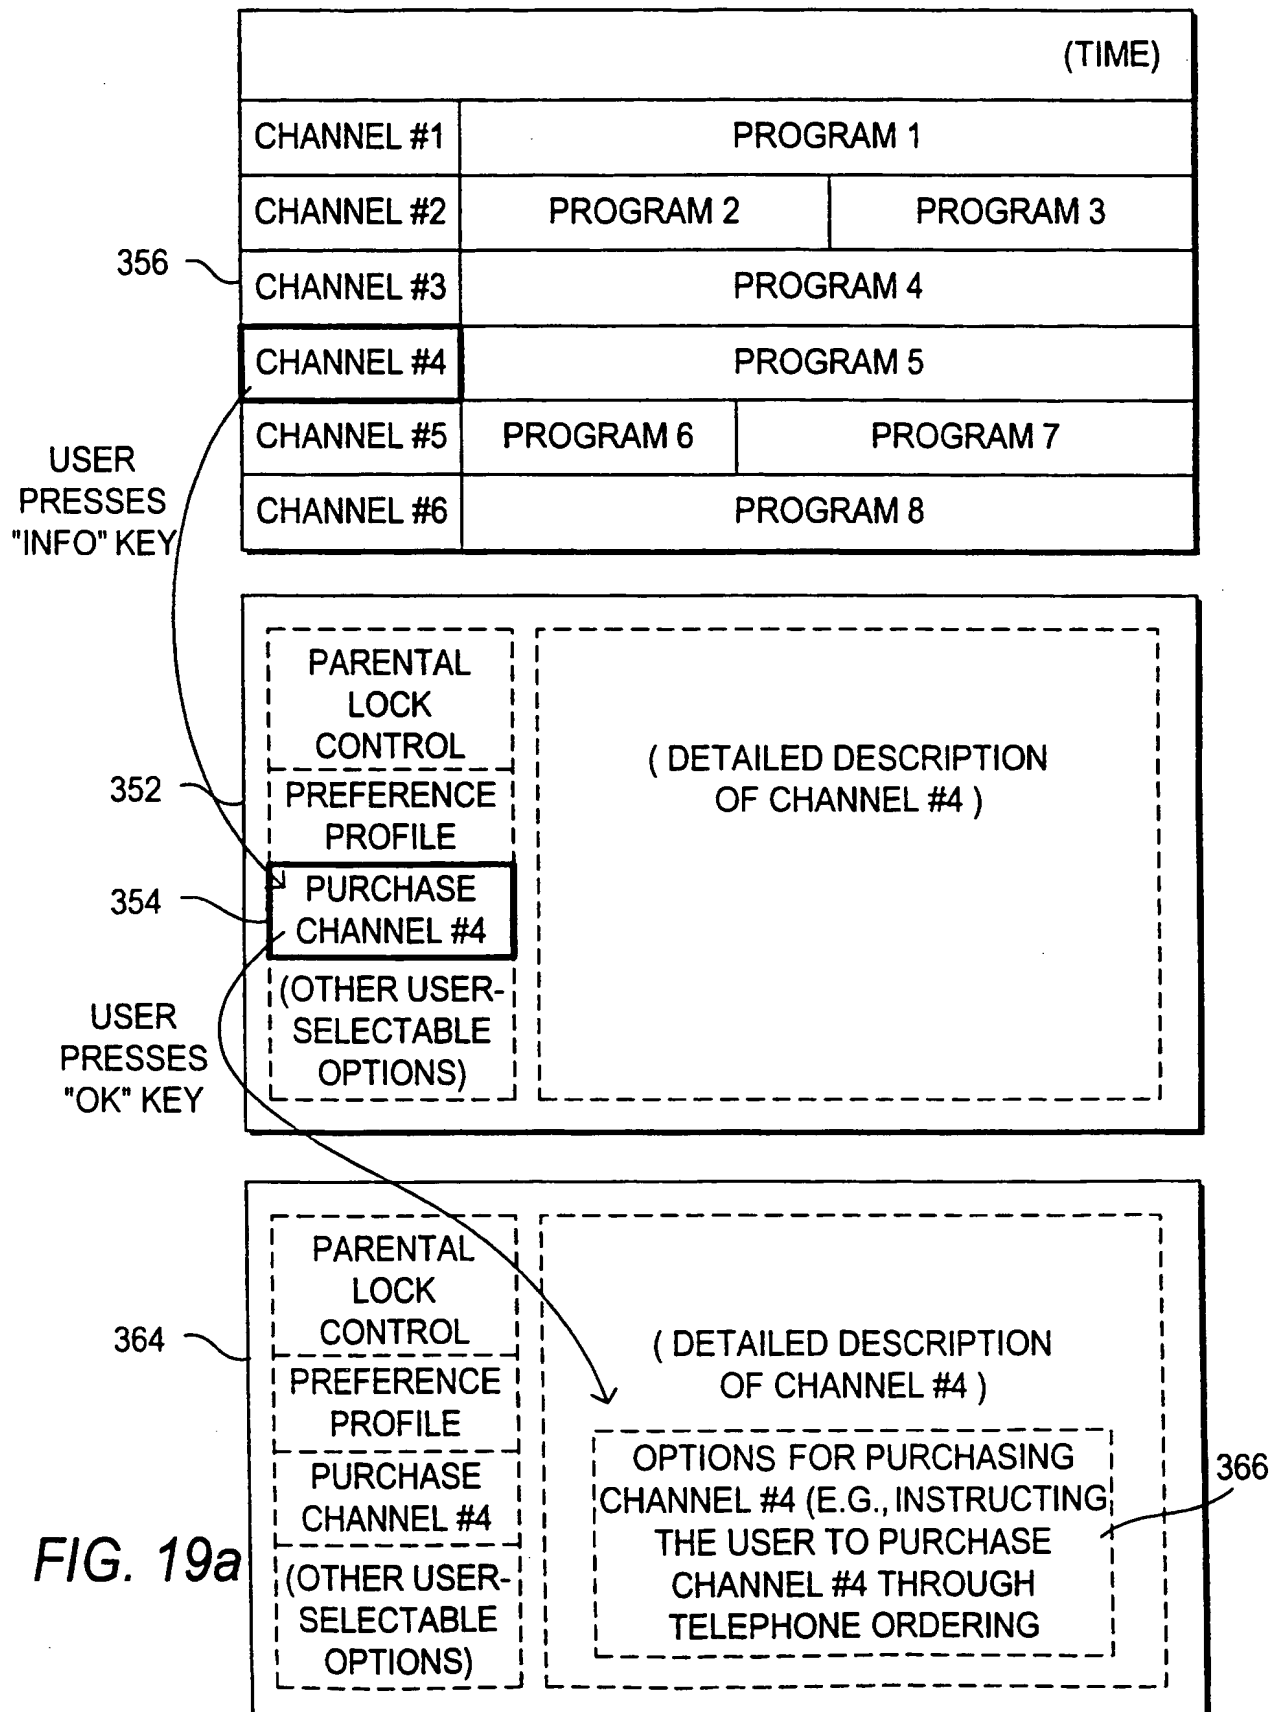 (TIME)
CHANNEL #1 PROGRAM 1
CHANNEL #2 PROGRAM 2 PROGRAM 3
356
CHANNEL #3 PROGRAM 4
CHANNEL #4 PROGRAM 5
CHANNEL #5 PROGRAM 6 PROGRAM 7
CHANNEL #6 PROGRAM 8
USER
PRESSES
"INFO" KEY
352
PARENTAL
LOCK
CONTROL
PREFERENCE
PROFILE
354
PURCHASE
CHANNEL #4
(OTHER USER-
SELECTABLE
OPTIONS)
( DETAILED DESCRIPTION
OF CHANNEL #4 )
USER
PRESSES
"OK" KEY
364
PARENTAL
LOCK
CONTROL
PREFERENCE
PROFILE
PURCHASE
CHANNEL #4
(OTHER USER-
SELECTABLE
OPTIONS)
( DETAILED DESCRIPTION
OF CHANNEL #4 )
OPTIONS FOR PURCHASING
CHANNEL #4 (E.G., INSTRUCTING
THE USER TO PURCHASE
CHANNEL #4 THROUGH
TELEPHONE ORDERING
366
FIG. 19a